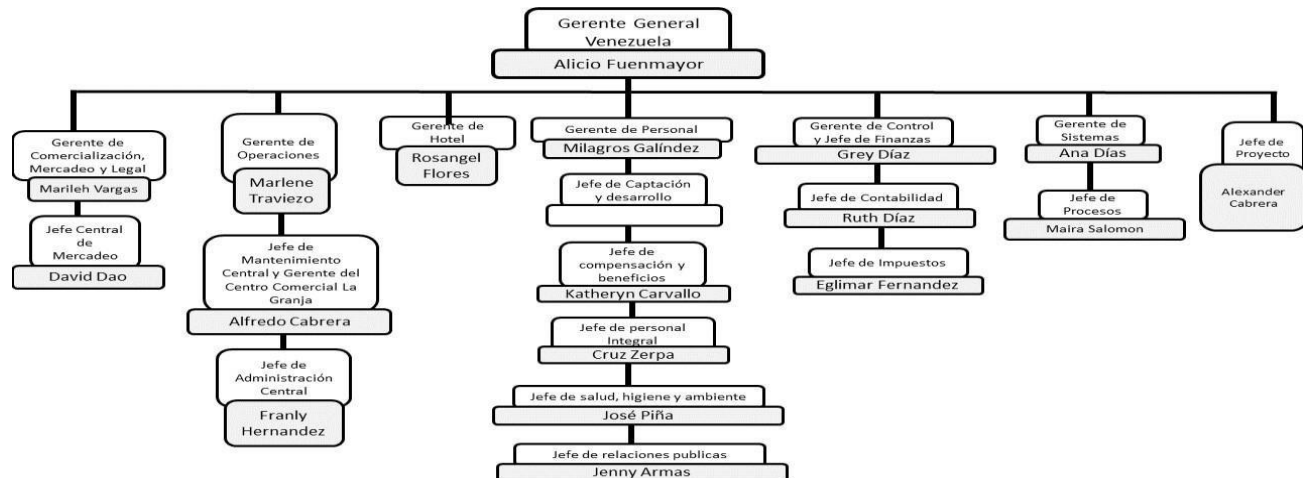 Gerente General
Venezuela
Alicio Fuenmayor
Gerente de
Comercialización,
Mercadeo y Legal
Marileh Vargas
Jefe Central
de
Mercadeo
David Dao
Gerente
de
Operaciones
Marlene
Traviezo
Jefe de
Mantenimiento
Central y Gerente del
Centro Comercial La
Granja
Alfredo Cabrera
Jefe de
Administración
Central
Franly
Hernandez
Gerente de
Hotel
Rosangel
Flores
Gerente de Personal
Milagros Galíndez
Jefe de Captación
y desarrollo
Jefe de
compensación y
beneficios
Katheryn Carvallo
Jefe de personal
Integral
Cruz Zerpa
Jefe de salud, higiene y ambiente
José Piña
Jefe de relaciones publicas
Jenny Armas
Gerente de Control
y Jefe de Finanzas
Grey Díaz
Jefe de Contabilidad
Ruth Díaz
Jefe de Impuestos
Eglimar Fernandez
Gerente de
Sistemas
Ana Días
Jefe de
Procesos
Maira Salomon
Jefe de
Proyecto
Alexander
Cabrera